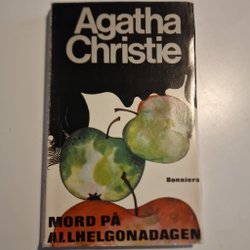 Agatha
Christie
Bonniers
MORD PÅ
ALLHELGONADAGEN